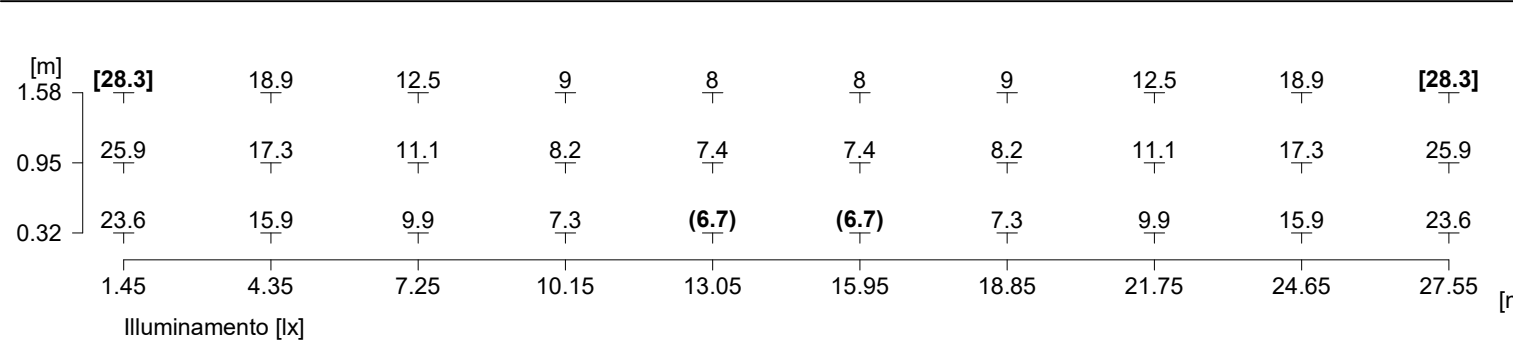 [m]
1.58 [28.3] 18.9 12.5 9 8 8 9 12.5 18.9 [28.3]
0.95 25.9 17.3 11.1 8.2 7.4 7.4 8.2 11.1 17.3 25.9
0.32 23.6 15.9 9.9 7.3 (6.7) (6.7) 7.3 9.9 15.9 23.6
1.45 4.35 7.25 10.15 13.05 15.95 18.85 21.75 24.65 27.55
Illuminamento [lx]